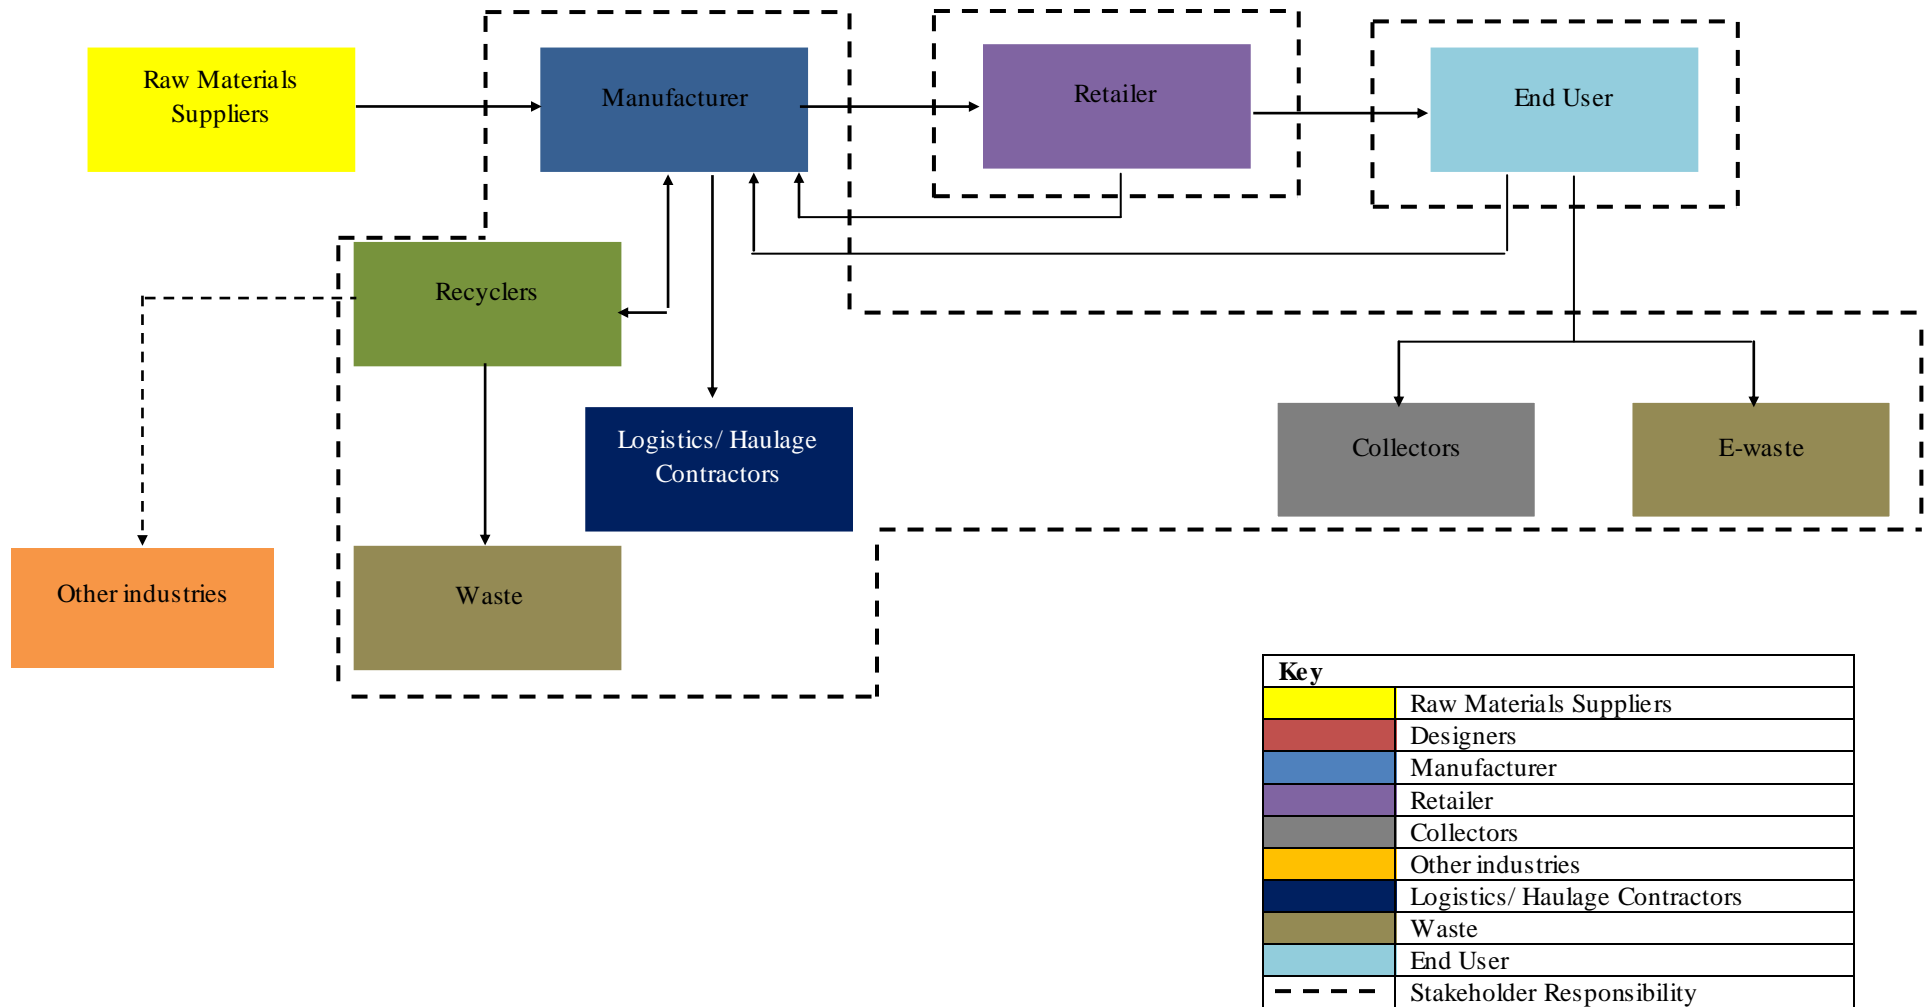 Raw Materials
Suppliers
Manufacturer
Retailer
End User
Recyclers
Logistics/ Haulage
Contractors
Collectors
E-waste
Other industries
Waste
Key
Raw Materials Suppliers
Designers
Manufacturer
Retailer
Collectors
Other industries
Logistics/ Haulage Contractors
Waste
End User
Stakeholder Responsibility